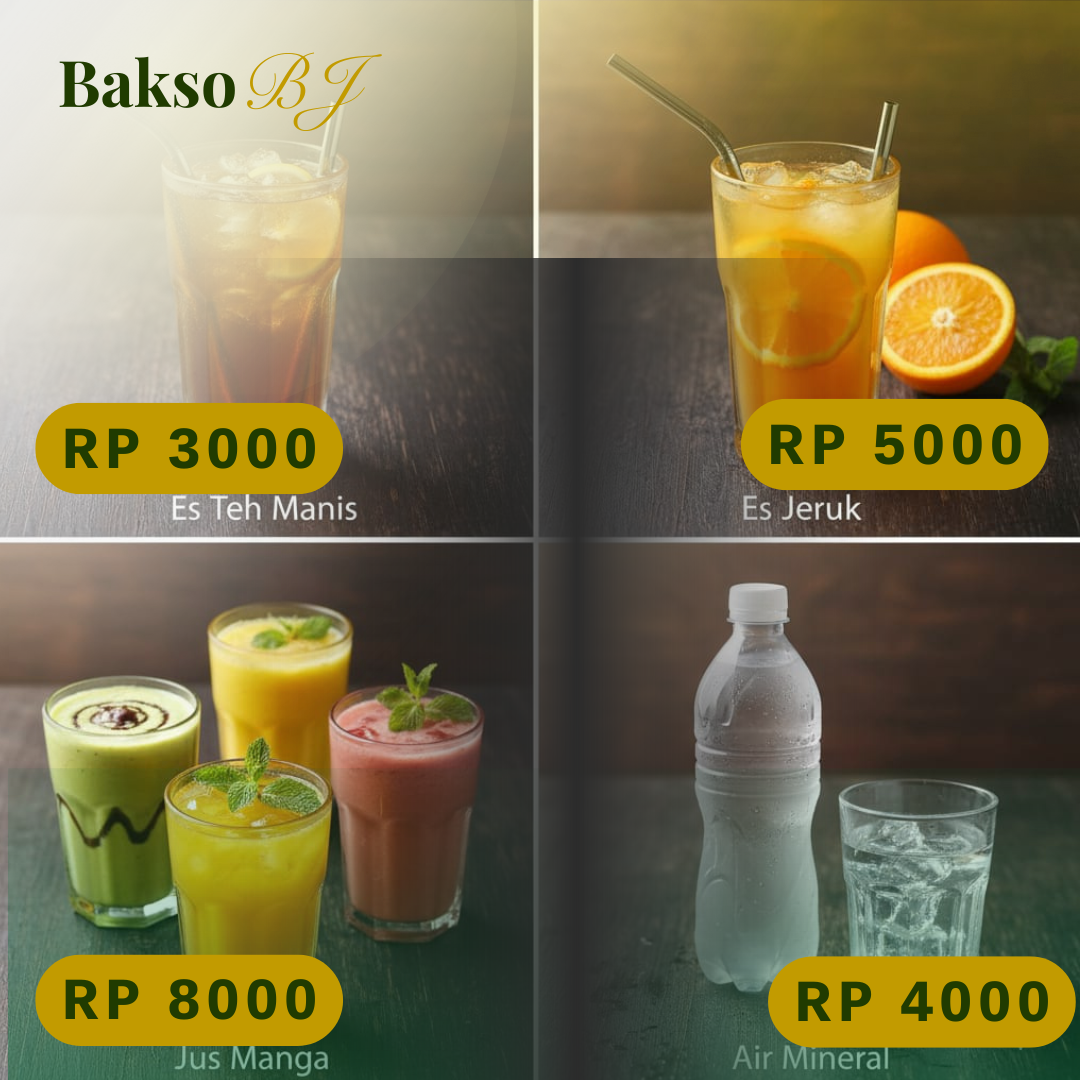 Bakso BJ
RP 3000
Es Teh Manis
RP 5000
Es Jeruk
RP 8000
Jus Manga
RP 4000
Air Mineral